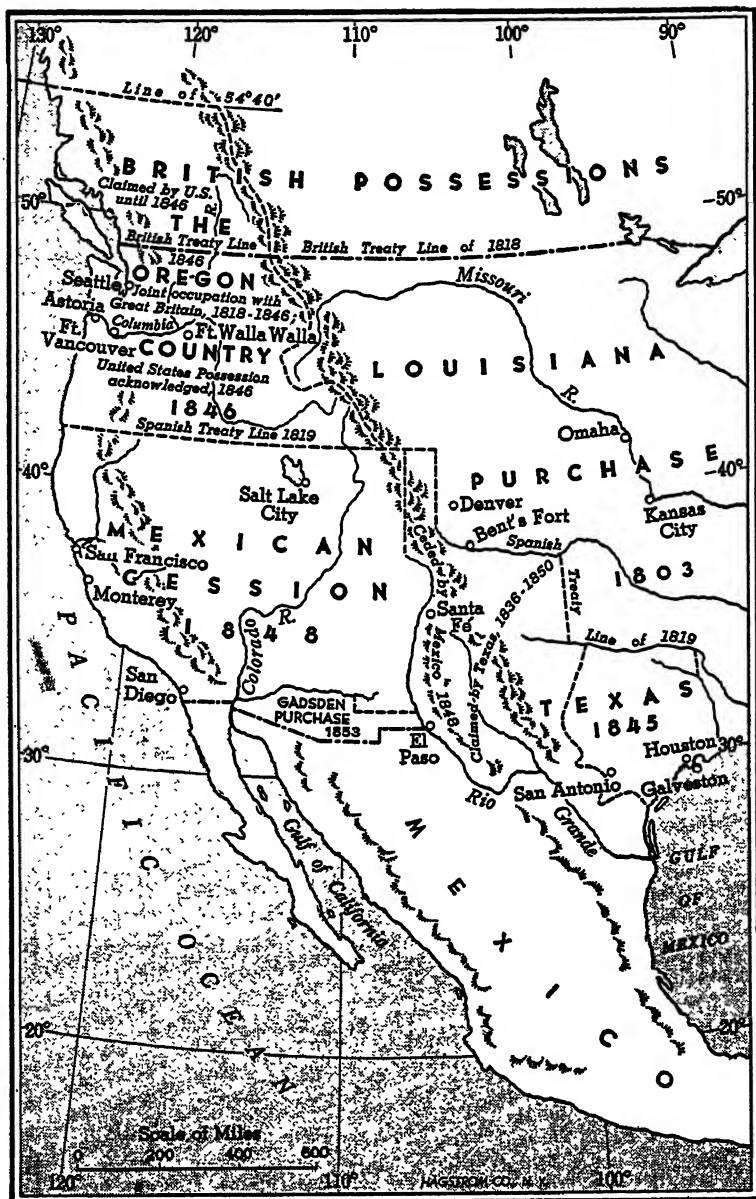 130° 120° 110° 100° 90°
Line of 54°40'
BRITISH POSSESSIONS
Claimed by U.S.
until 1846
R.
50° 50°
THE
British Treaty Line British Treaty Line of 1818
1846
OREGON
Missouri
Seattle Joint occupation with
Great Britain, 1818-1846
Astoria
Columbia Ft. Walla Walla
Ft.
Vancouver COUNTRY
LOUISIANA
United States Possession
acknowledged, 1846
1846
R.
Spanish Treaty Line 1819
Omaha
40° 40°
PURCHASE
Salt Lake
City
Denver
Kansas
City
Bent's Fort
Spanish
MEXICAN
San Francisco
CESSION
Monterey
1848
1803
Treaty
Ceded by Mexico - 1848
Claimed by Texas, 1836-1850
Santa
Fé
Line of 1819
Colorado R.
San
Diego
TEXAS
1845
GADSDEN
PURCHASE
1853
El
Paso
Houston
30° 30°
San Antonio
Galveston
Rio Grande
PACIFIC OCEAN
Gulf of California
MEXICO
GULF
OF
MEXICO
20° 20°
Scale of Miles
0 200 400 600
120° 110° 100°
HAGSTROM CO., N.Y.